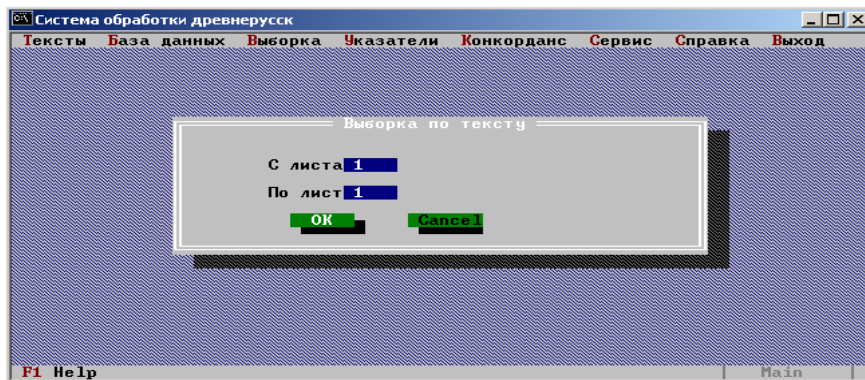 Система обработки древнерусск
Тексты База данных Выборка Указатели Конкорданс Сервис Справка Выход
Выборка по тексту
С листа 1
По лист 1
OK Cancel
F1 Help Main